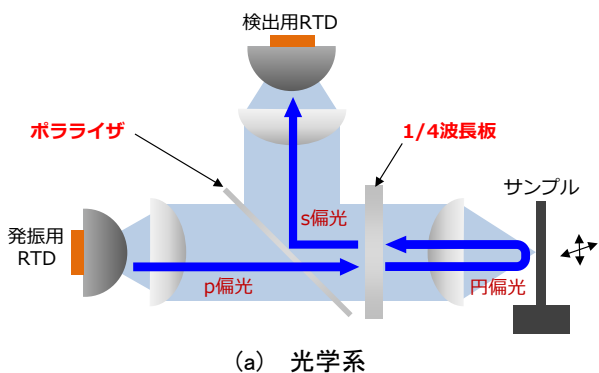 検出用RTD
ポラライザ
1/4波長板
サンプル
発振用
RTD
s偏光
p偏光
円偏光
(a) 光学系